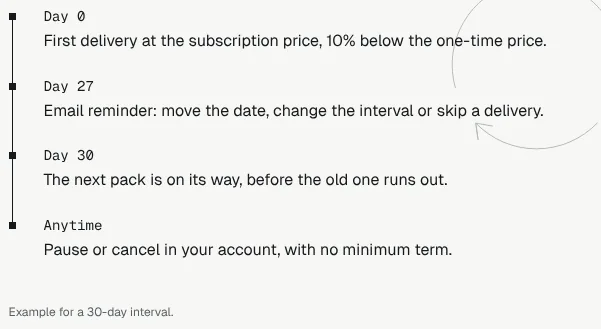 Day 0
First delivery at the subscription price, 10% below the one-time price.
Day 27
Email reminder: move the date, change the interval or skip a delivery.
Day 30
The next pack is on its way, before the old one runs out.
Anytime
Pause or cancel in your account, with no minimum term.
Example for a 30-day interval.